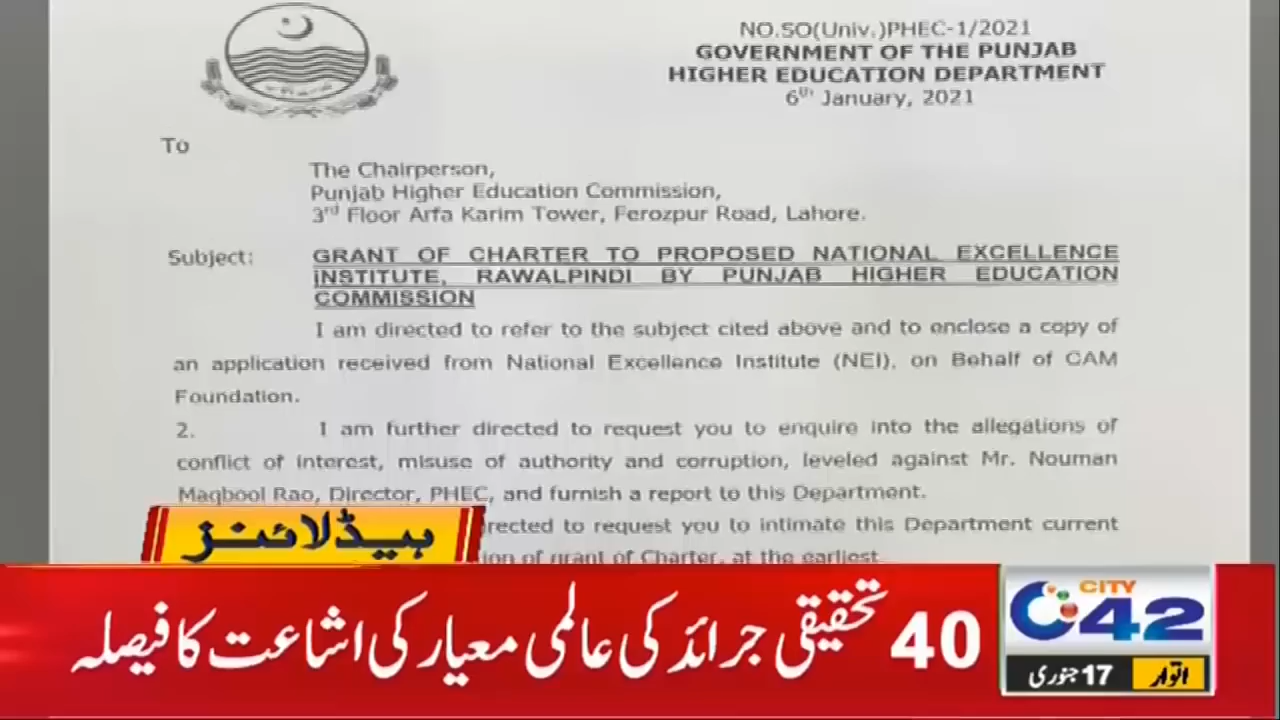 NO.SO(Univ.)PHEC-1/2021
GOVERNMENT OF THE PUNJAB
HIGHER EDUCATION DEPARTMENT
6th January, 2021
To
The Chairperson,
Punjab Higher Education Commission,
3rd Floor Arfa Karim Tower, Ferozpur Road, Lahore.
Subject: GRANT OF CHARTER TO PROPOSED NATIONAL EXCELLENCE
INSTITUTE, RAWALPINDI BY PUNJAB HIGHER EDUCATION
COMMISSION
I am directed to refer to the subject cited above and to enclose a copy of
an application received from National Excellence Institute (NEI), on Behalf of CAM
Foundation.
2. I am further directed to request you to enquire into the allegations of
conflict of interest, misuse of authority and corruption, leveled against Mr. Nouman
Maqbool Rao, Director, PHEC, and furnish a report to this Department.
rected to request you to intimate this Department current
ion of grant of Charter, at the earliest
ہیڈلائنز
40 تحقیقی جرائد کی عالمی معیار کی اشاعت کا فیصلہ
CITY
42
اتوار 17 جنوری